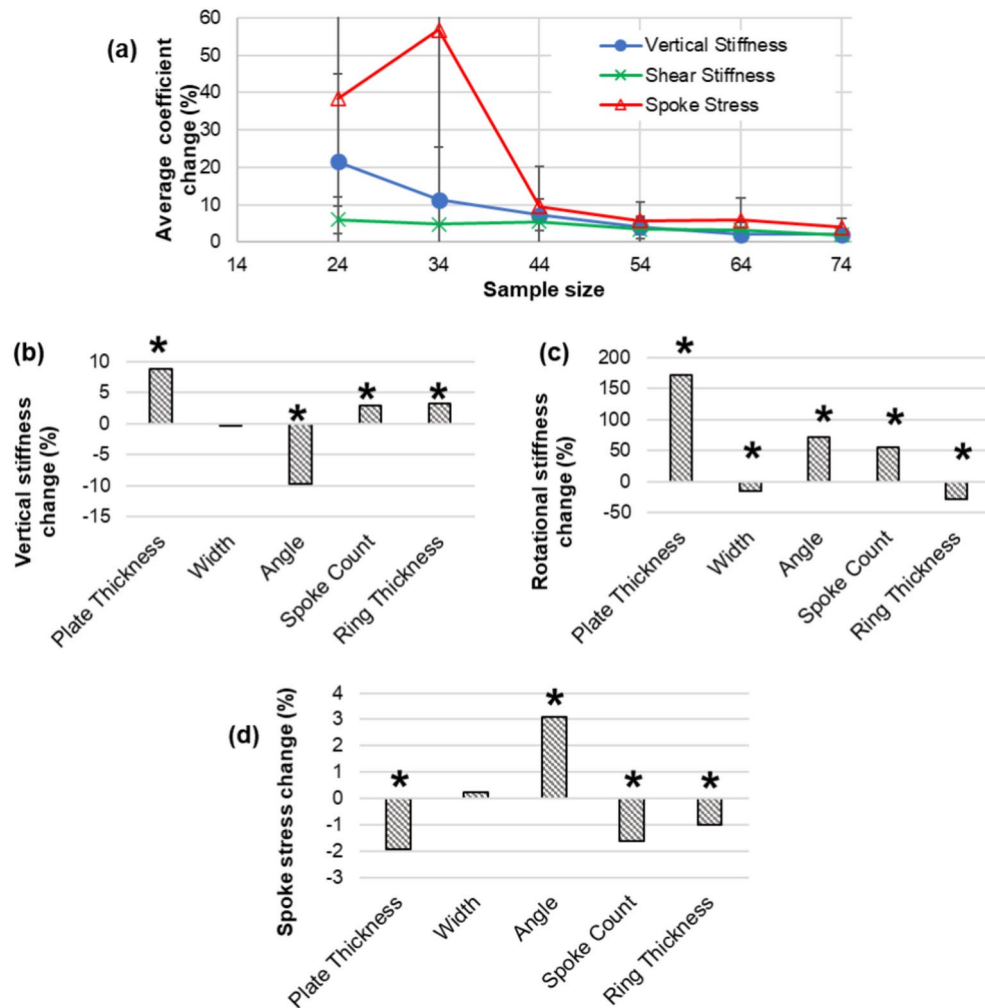 (a)
Average coefficient
change (%)
60
50
40
30
20
10
0
14 24 34 44 54 64 74
Sample size
Vertical Stiffness
Shear Stiffness
Spoke Stress
(b)
Vertical stiffness
change (%)
10
5
0
-5
-10
-15
* * * *
Plate Thickness
Width
Angle
Spoke Count
Ring Thickness
(c)
Rotational stiffness
change (%)
200
150
100
50
0
-50
* * * * *
Plate Thickness
Width
Angle
Spoke Count
Ring Thickness
(d)
Spoke stress change (%)
4
3
2
1
0
-1
-2
-3
* * * *
Plate Thickness
Width
Angle
Spoke Count
Ring Thickness